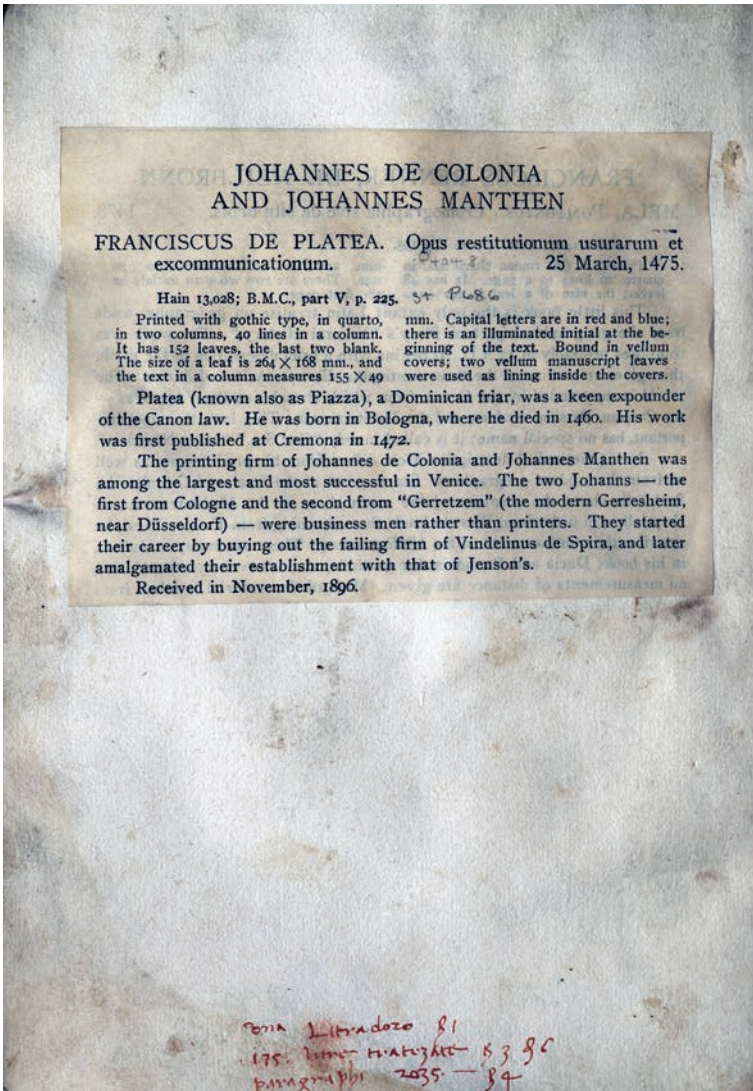 JOHANNES DE COLONIA
AND JOHANNES MANTHEN
FRANCISCUS DE PLATEA. Opus restitutionum usurarum et
excommunicationum. 25 March, 1475.
Hain 13,028; B.M.C., part V, p. 225. St P686
Printed with gothic type, in quarto,
in two columns, 40 lines in a column.
It has 152 leaves, the last two blank.
The size of a leaf is 264 × 168 mm., and
the text in a column measures 155 × 49
mm. Capital letters are in red and blue;
there is an illuminated initial at the be-
ginning of the text. Bound in vellum
covers; two vellum manuscript leaves
were used as lining inside the covers.
Platea (known also as Piazza), a Dominican friar, was a keen expounder
of the Canon law. He was born in Bologna, where he died in 1460. His work
was first published at Cremona in 1472.
The printing firm of Johannes de Colonia and Johannes Manthen was
among the largest and most successful in Venice. The two Johanns — the
first from Cologne and the second from “Gerretzem” (the modern Gerresheim,
near Düsseldorf) — were business men rather than printers. They started
their career by buying out the failing firm of Vindelinus de Spira, and later
amalgamated their establishment with that of Jenson’s.
Received in November, 1896.
175.
paragraphi 2035. —